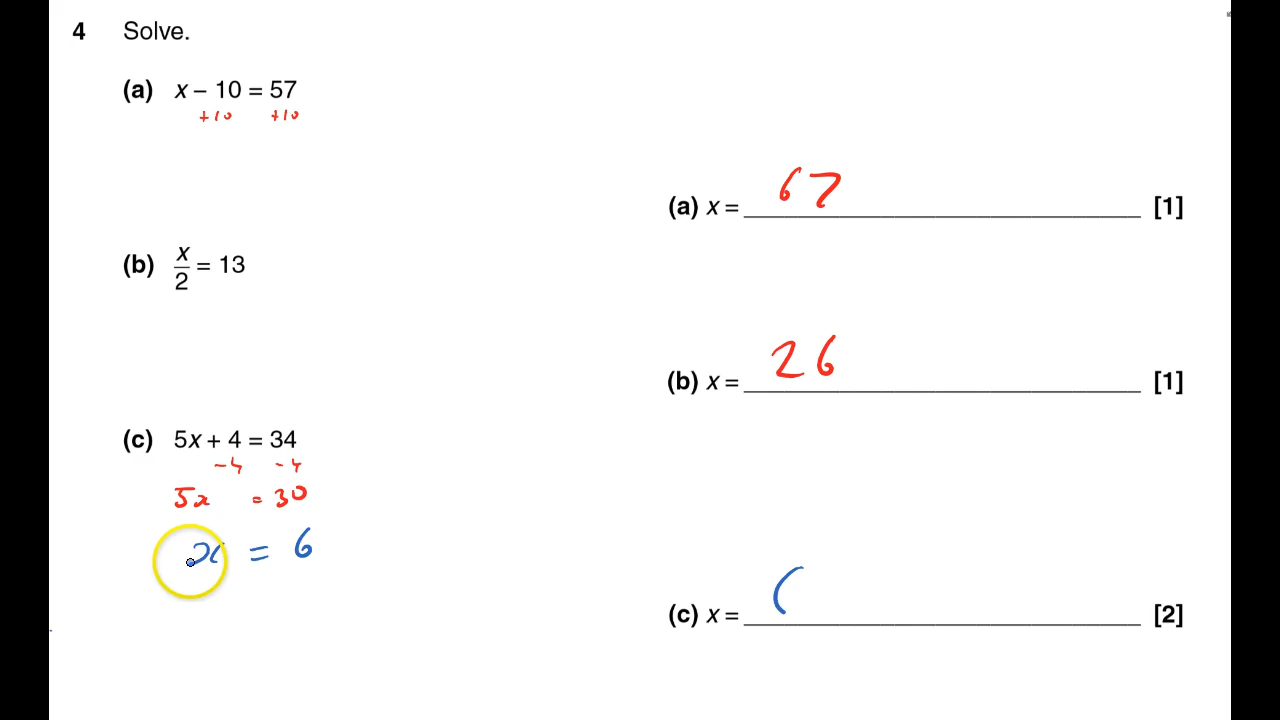 4 Solve.
(a) x – 10 = 57
+10 +10
(a) x = 67 [1]
(b) x/2 = 13
(b) x = 26 [1]
(c) 5x + 4 = 34
-4 -4
5x = 30
x = 6
(c) x = ( [2]